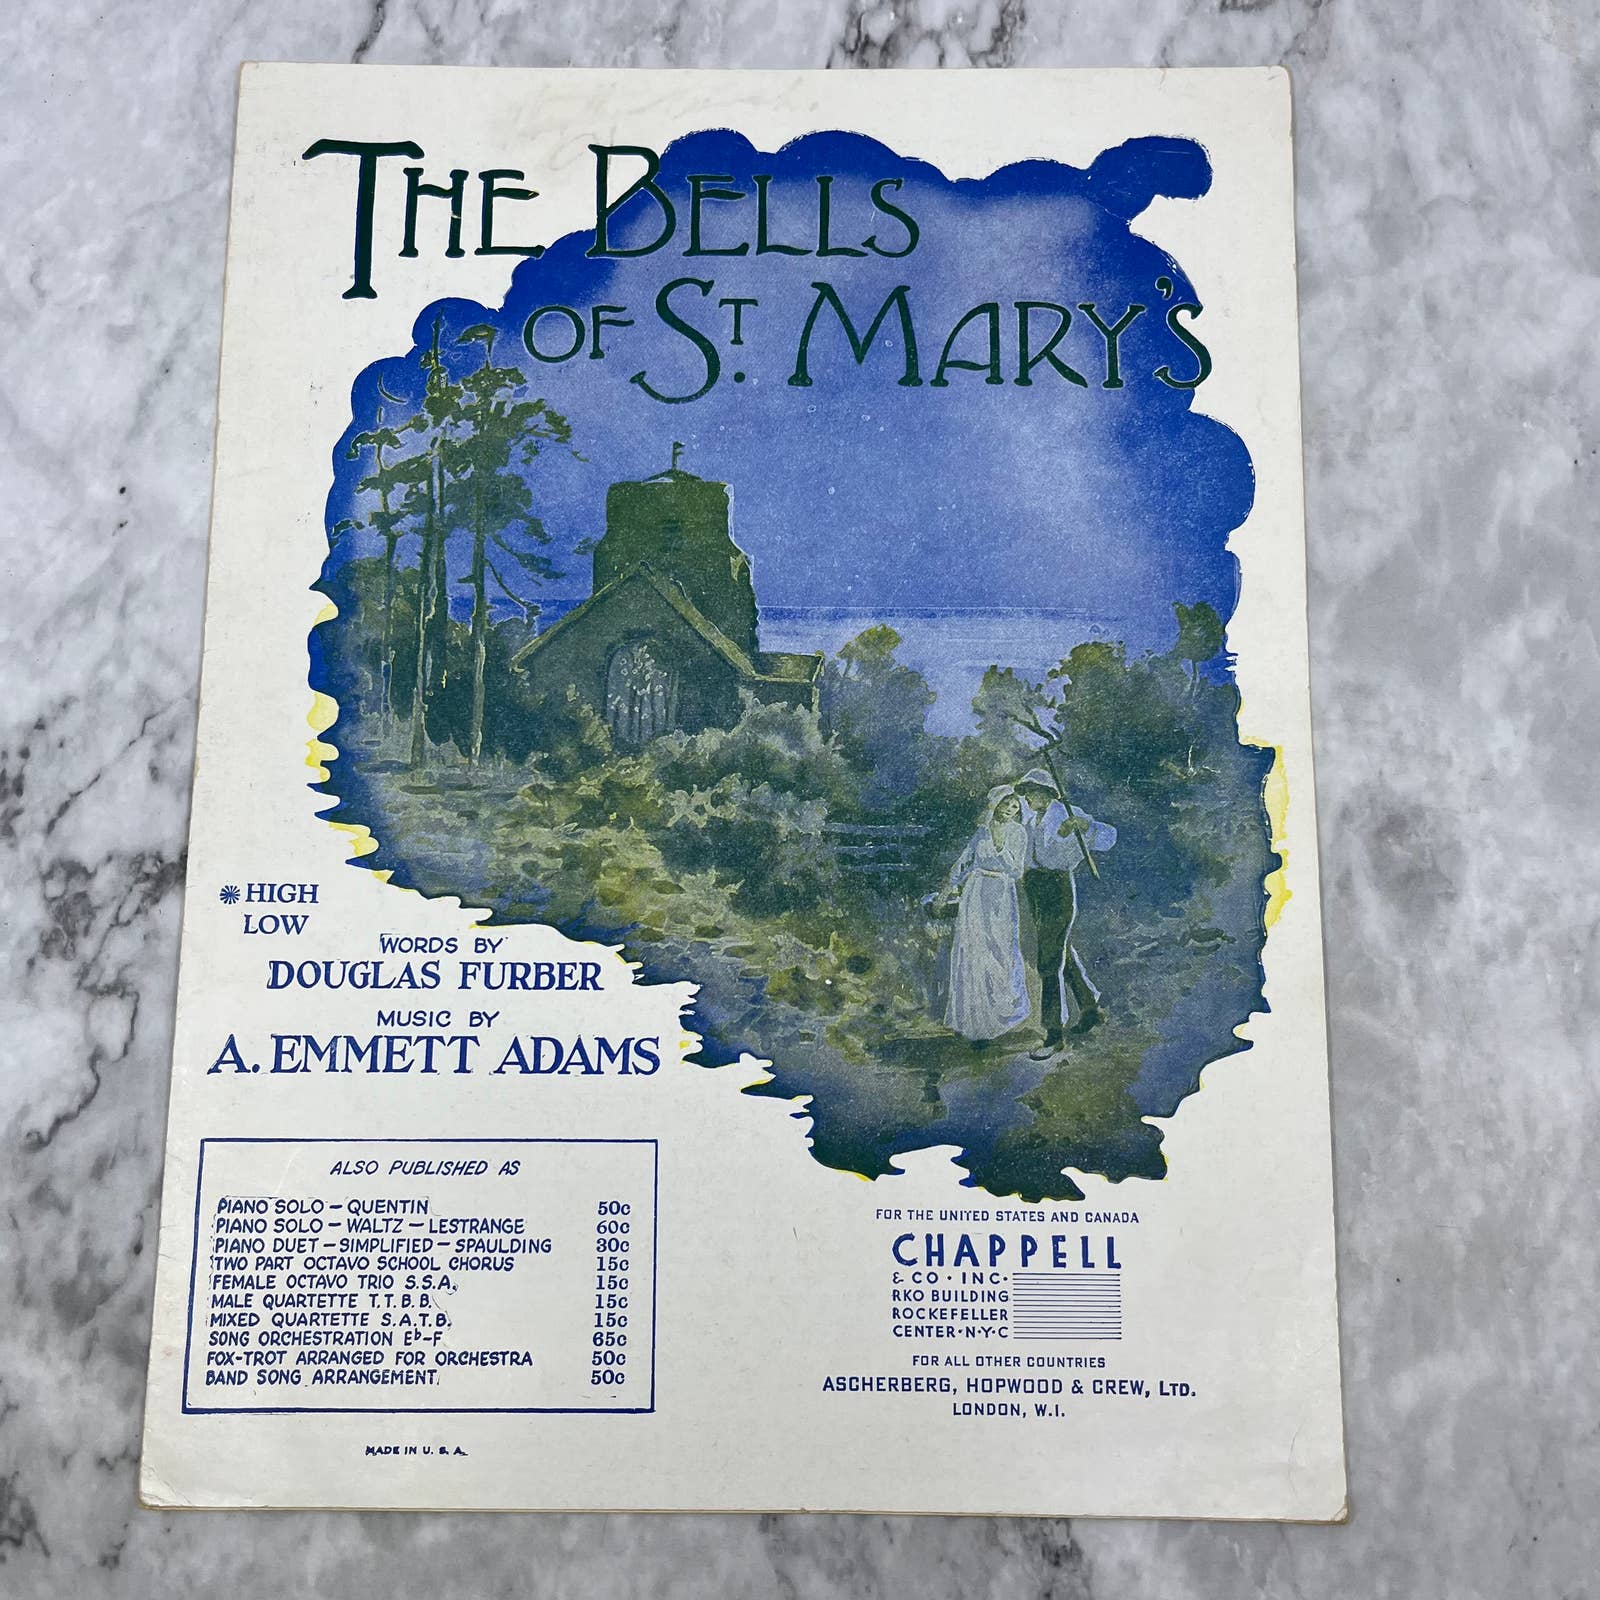 THE BELLS
OF ST. MARY'S
HIGH
LOW
WORDS BY
DOUGLAS FURBER
MUSIC BY
A. EMMETT ADAMS
ALSO PUBLISHED AS
PIANO SOLO - QUENTIN 50c
PIANO SOLO - WALTZ - LESTRANGE 60c
PIANO DUET - SIMPLIFIED - SPAULDING 30c
TWO PART OCTAVO SCHOOL CHORUS 15c
FEMALE OCTAVO TRIO S.S.A. 15c
MALE QUARTETTE T.T.B.B. 15c
MIXED QUARTETTE S.A.T.B. 15c
SONG ORCHESTRATION E♭-F 65c
FOX-TROT ARRANGED FOR ORCHESTRA 50c
BAND SONG ARRANGEMENT 50c
MADE IN U. S. A.
FOR THE UNITED STATES AND CANADA
CHAPPELL
& CO · INC ·
RKO BUILDING
ROCKEFELLER
CENTER · N·Y·C
FOR ALL OTHER COUNTRIES
ASCHERBERG, HOPWOOD & CREW, LTD.
LONDON, W.I.